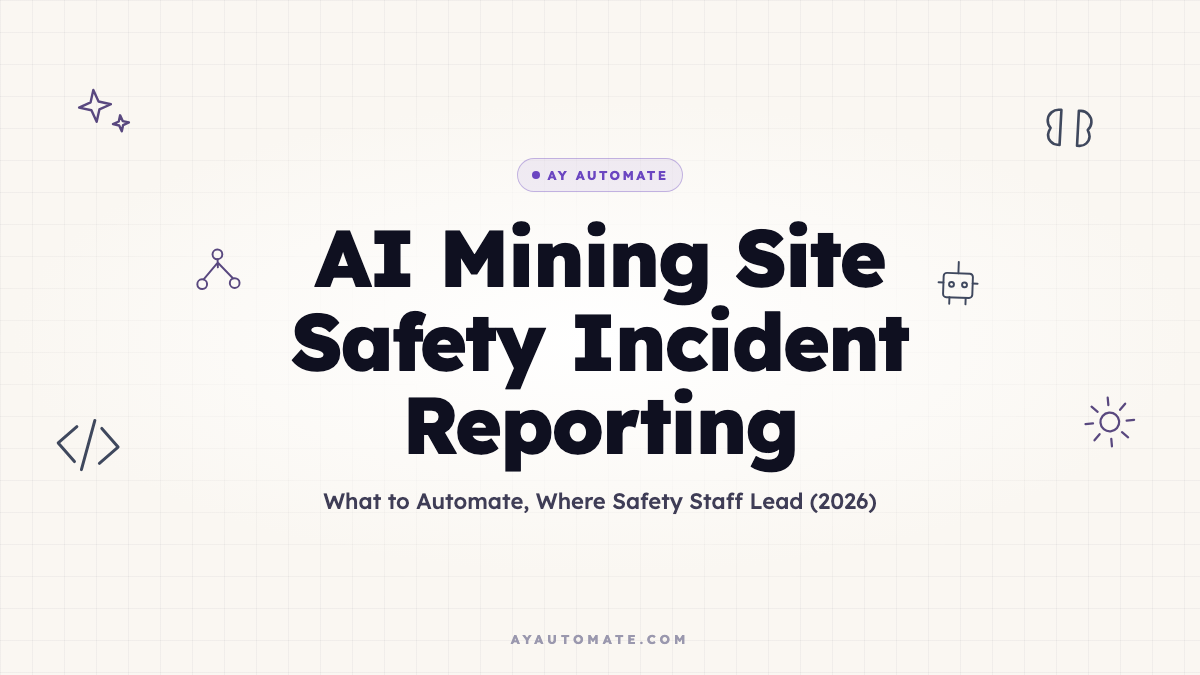 AY AUTOMATE
AI Mining Site
Safety Incident
Reporting
What to Automate, Where Safety Staff Lead (2026)
AYAUTOMATE.COM